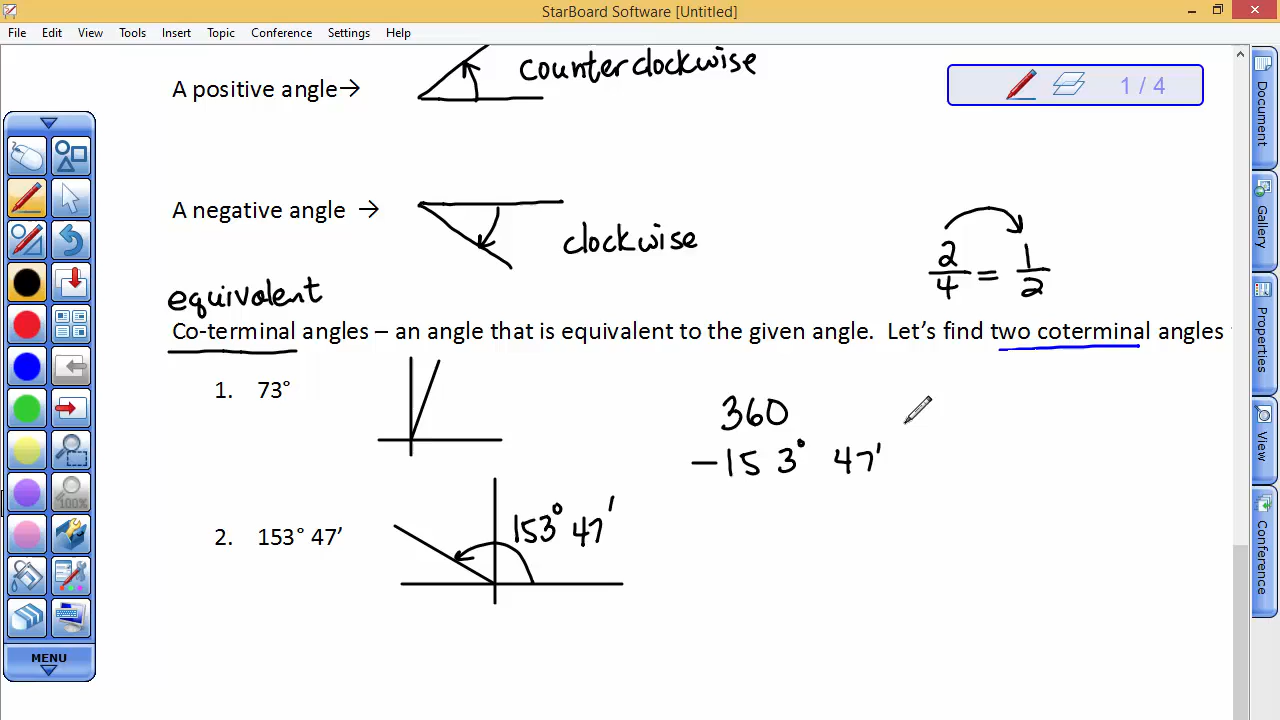 StarBoard Software [Untitled]
File Edit View Tools Insert Topic Conference Settings Help
counterclockwise
A positive angle→
1 / 4
A negative angle →
clockwise
2/4 = 1/2
equivalent
Co-terminal angles – an angle that is equivalent to the given angle. Let's find two coterminal angles
1. 73°
360
−153° 47'
2. 153° 47'
153° 47'
100%
MENU
Document
Gallery
Properties
View
Conference